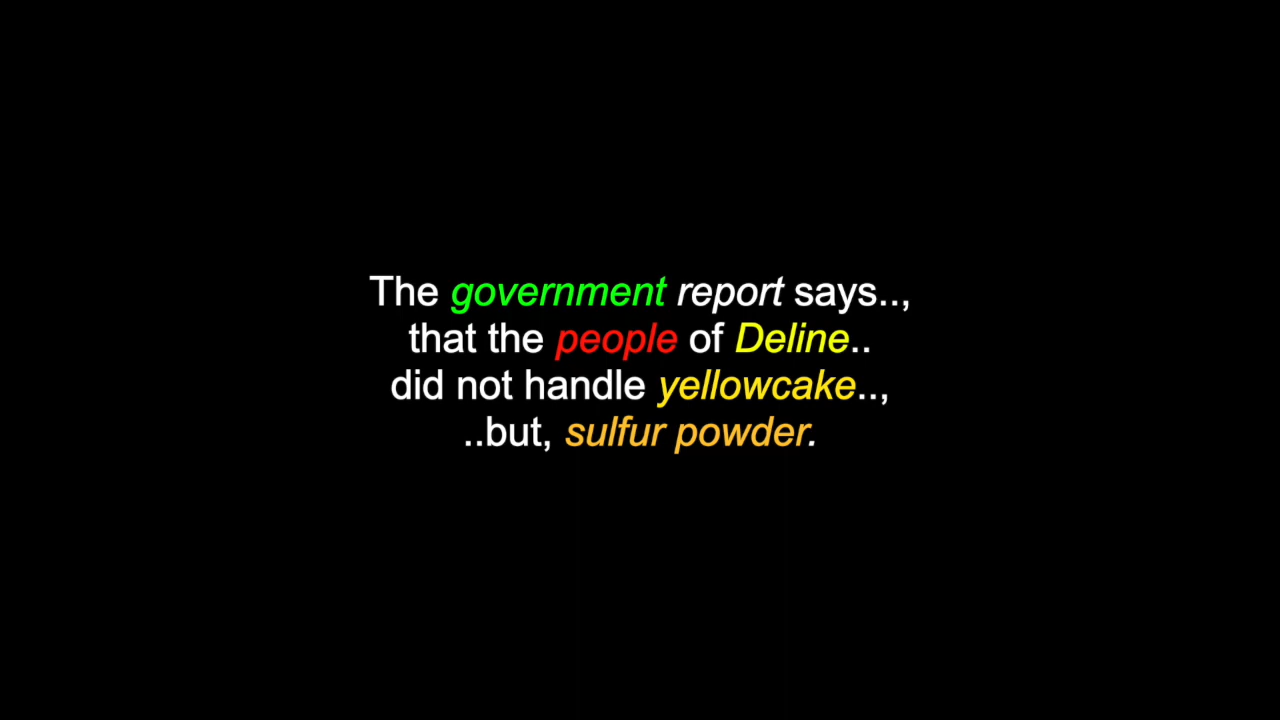 The government report says..,
that the people of Deline..
did not handle yellowcake..,
..but, sulfur powder.